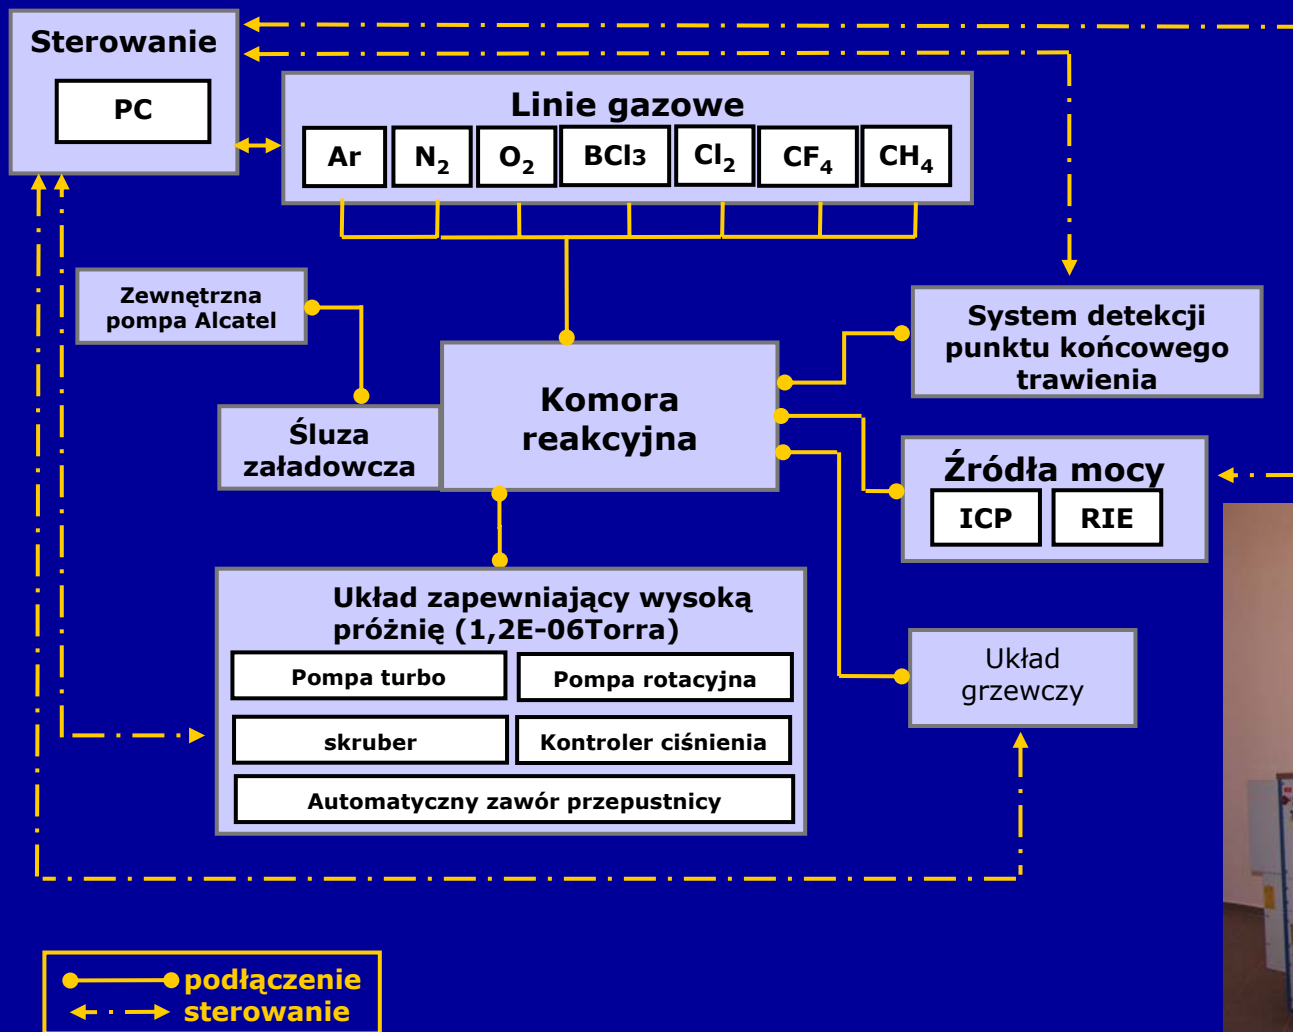 Sterowanie
PC
Linie gazowe
Ar
N₂
O₂
BCl3
Cl₂
CF₄
CH₄
Zewnętrzna
pompa Alcatel
Śluza
załadowcza
Komora
reakcyjna
System detekcji
punktu końcowego
trawienia
Źródła mocy
ICP
RIE
Układ zapewniający wysoką
próżnię (1,2E-06Torra)
Pompa turbo
Pompa rotacyjna
skruber
Kontroler ciśnienia
Automatyczny zawór przepustnicy
Układ
grzewczy
podłączenie
sterowanie